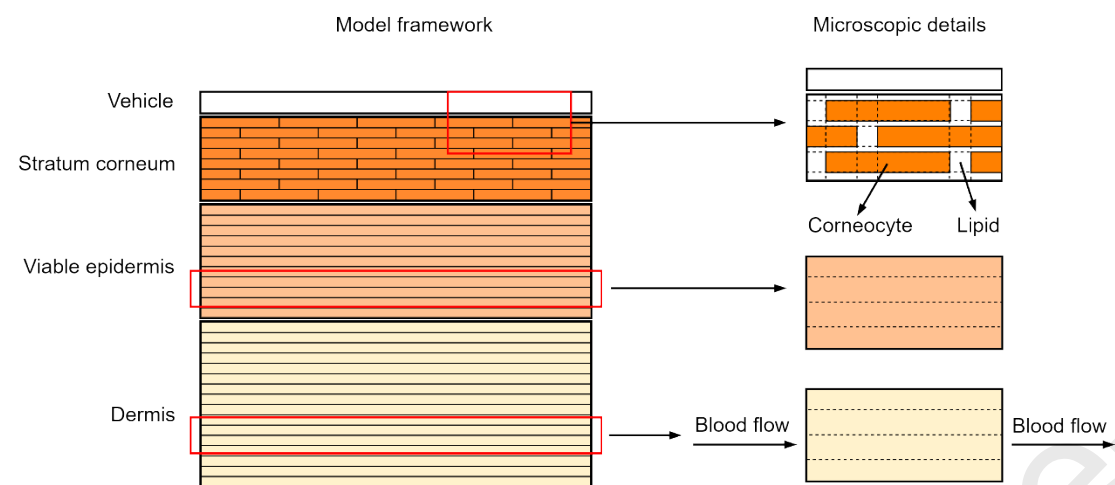 Model framework
Microscopic details
Vehicle
Stratum corneum
Corneocyte
Lipid
Viable epidermis
Dermis
Blood flow
Blood flow